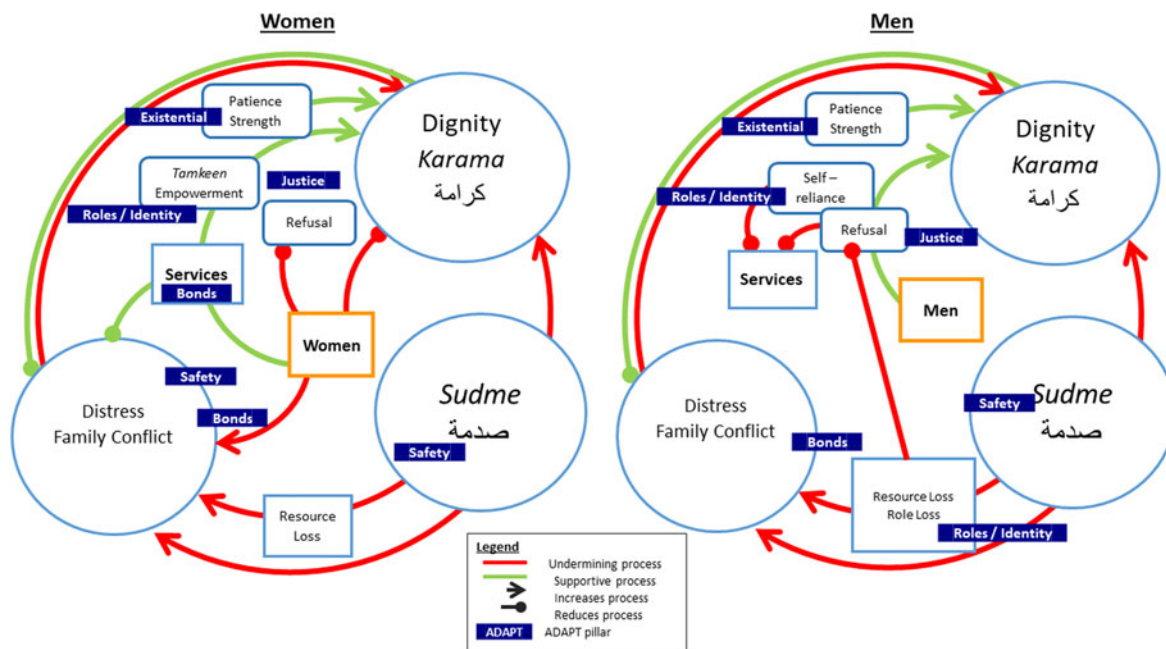 Women
Patience
Strength
Existential
Dignity
Karama
كرامة
Tamkeen
Empowerment
Justice
Roles / Identity
Refusal
Services
Bonds
Women
Safety
Distress
Family Conflict
Bonds
Sudme
صدمة
Safety
Resource
Loss
Men
Patience
Strength
Existential
Dignity
Karama
كرامة
Self –
reliance
Roles / Identity
Refusal
Justice
Services
Men
Distress
Family Conflict
Bonds
Sudme
Safety
صدمة
Resource Loss
Role Loss
Roles / Identity
Legend
Undermining process
Supportive process
Increases process
Reduces process
ADAPT ADAPT pillar